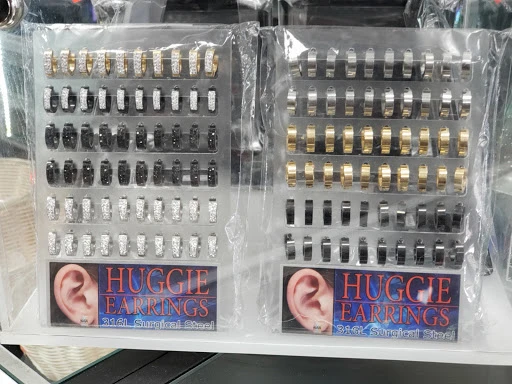 HUGGIE
EARRINGS
316L Surgical Steel
HUGGIE
EARRINGS
316L Surgical Steel